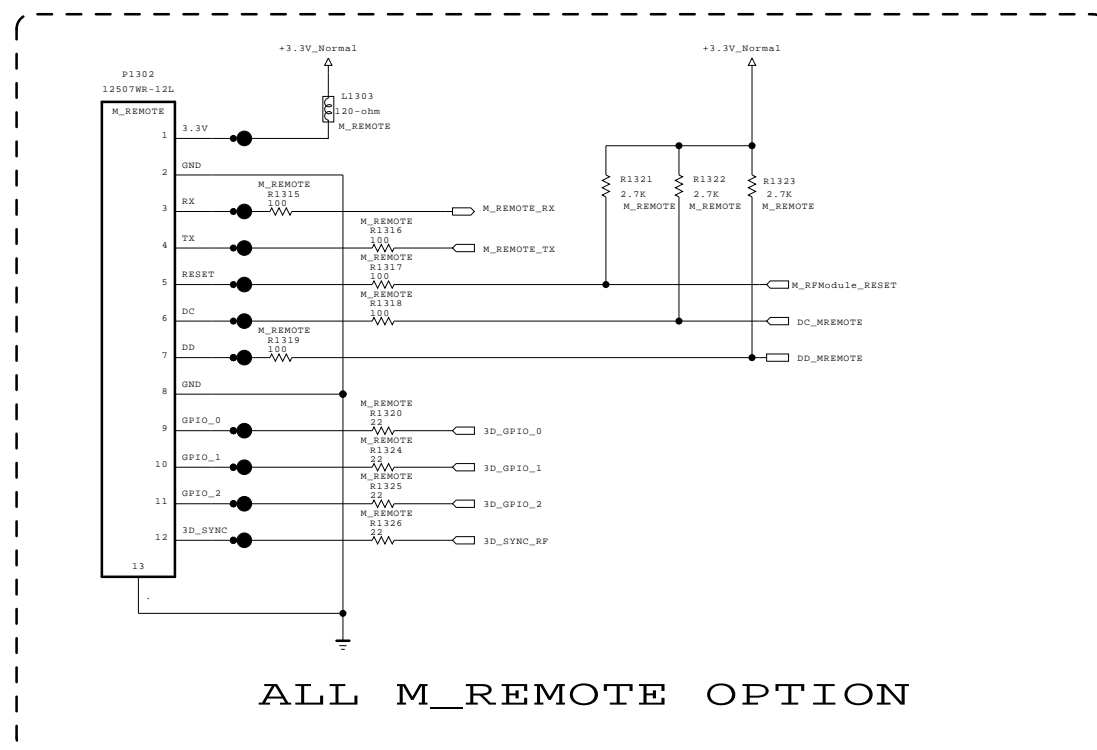 +3.3V_Normal
+3.3V_Normal
P1302
12507WR-12L
M_REMOTE
L1303
120-ohm
M_REMOTE
1
3.3V
2
GND
3
RX
M_REMOTE
R1315
100
M_REMOTE_RX
4
TX
M_REMOTE
R1316
100
M_REMOTE_TX
5
RESET
M_REMOTE
R1317
100
M_RFModule_RESET
6
DC
M_REMOTE
R1318
100
DC_MREMOTE
7
DD
M_REMOTE
R1319
100
DD_MREMOTE
R1321
2.7K
M_REMOTE
R1322
2.7K
M_REMOTE
R1323
2.7K
M_REMOTE
8
GND
9
GPIO_0
M_REMOTE
R1320
22
3D_GPIO_0
10
GPIO_1
M_REMOTE
R1324
22
3D_GPIO_1
11
GPIO_2
M_REMOTE
R1325
22
3D_GPIO_2
12
3D_SYNC
M_REMOTE
R1326
22
3D_SYNC_RF
13
.
ALL M_REMOTE OPTION